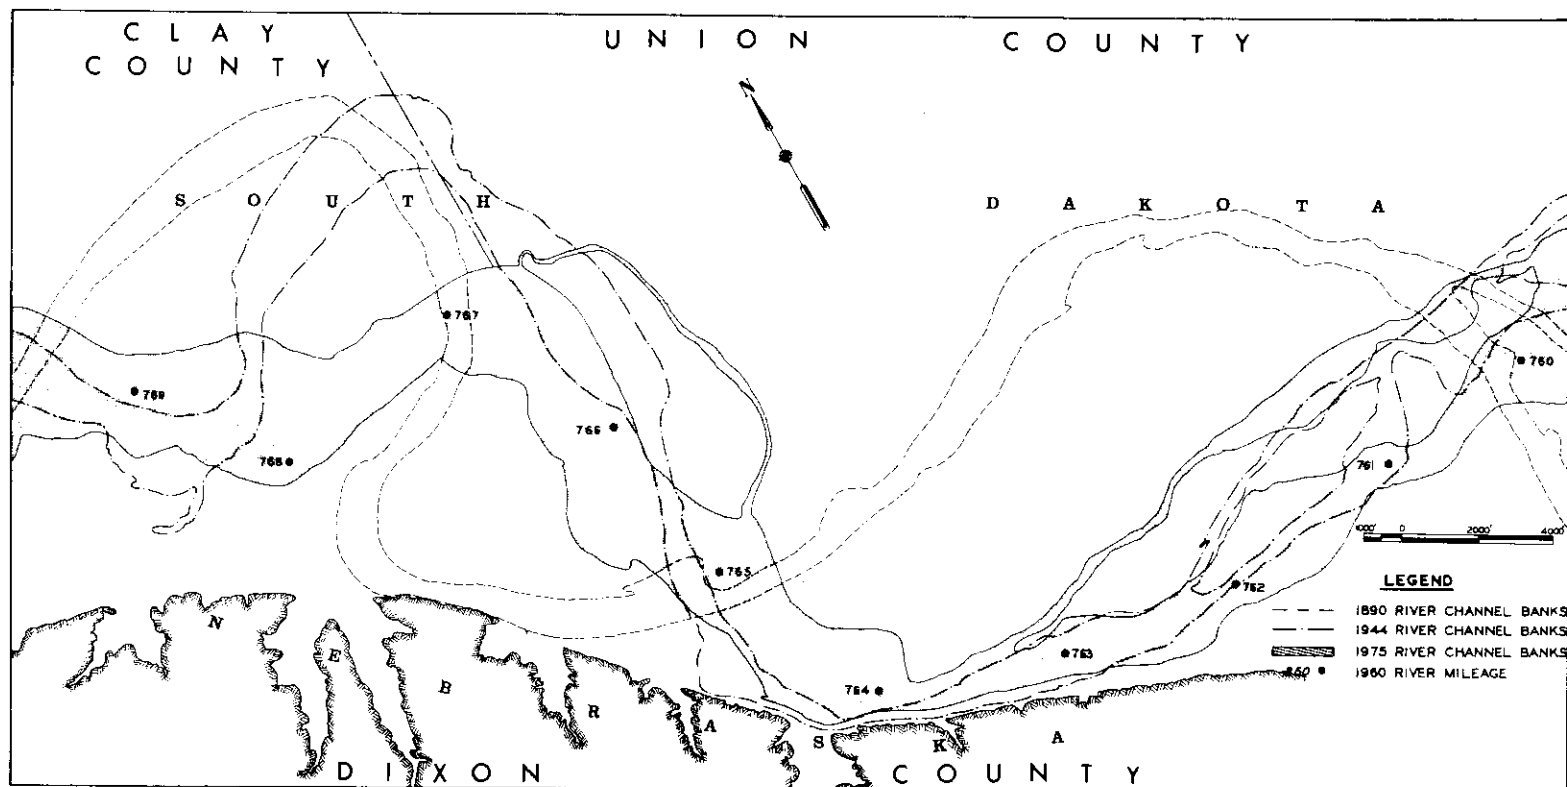 CLAY COUNTY
UNION COUNTY
N
SOUTH DAKOTA
767
769
768
766
765
764
763
762
761
760
1000' 0 2000' 4000'
LEGEND
1890 RIVER CHANNEL BANKS
1944 RIVER CHANNEL BANKS
1975 RIVER CHANNEL BANKS
760 1960 RIVER MILEAGE
NEBRASKA
DIXON COUNTY